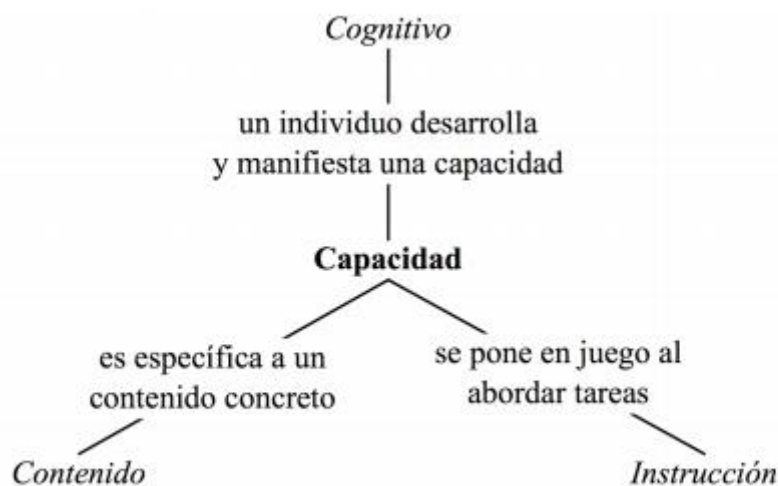 Cognitivo
un individuo desarrolla
y manifiesta una capacidad
Capacidad
es específica a un
contenido concreto
se pone en juego al
abordar tareas
Contenido
Instrucción